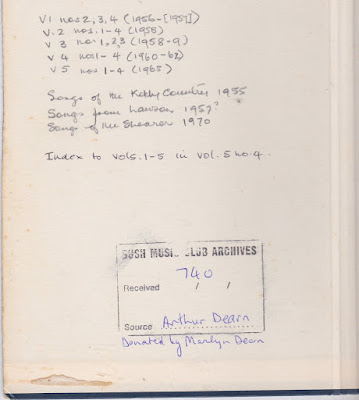 V1 nos 2, 3, 4 (1956-[1957])
V.2 nos. 1-4 (1958)
V 3 nos 1, 2, 3 (1958-9)
V 4 nos 1-4 (1960-62)
V 5 nos 1-4 (1965)
Songs of the Kelly Country 1955
Songs from Lawson, 1957?
Songs of the Shearer 1970
Index to vols. 1-5 in vol. 5 no. 4.
BUSH MUSIC CLUB ARCHIVES
740
Received / /
Source Arthur Dearn
Donated by Marilyn Dearn